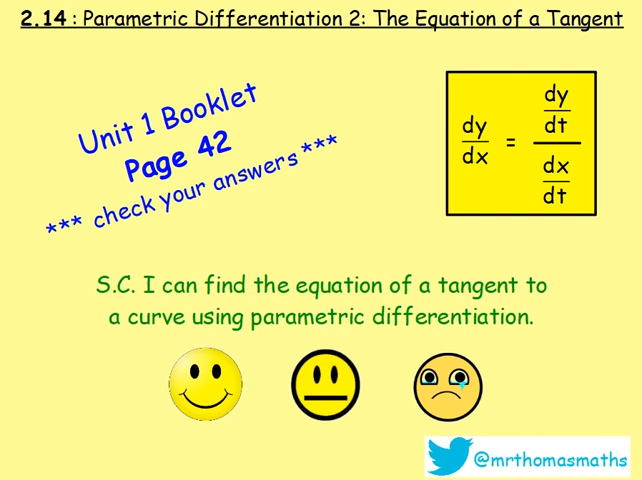 2.14 : Parametric Differentiation 2: The Equation of a Tangent
Unit 1 Booklet
Page 42
*** check your answers ***
dy/dx = dy/dt / dx/dt
S.C. I can find the equation of a tangent to
a curve using parametric differentiation.
@mrthomasmaths